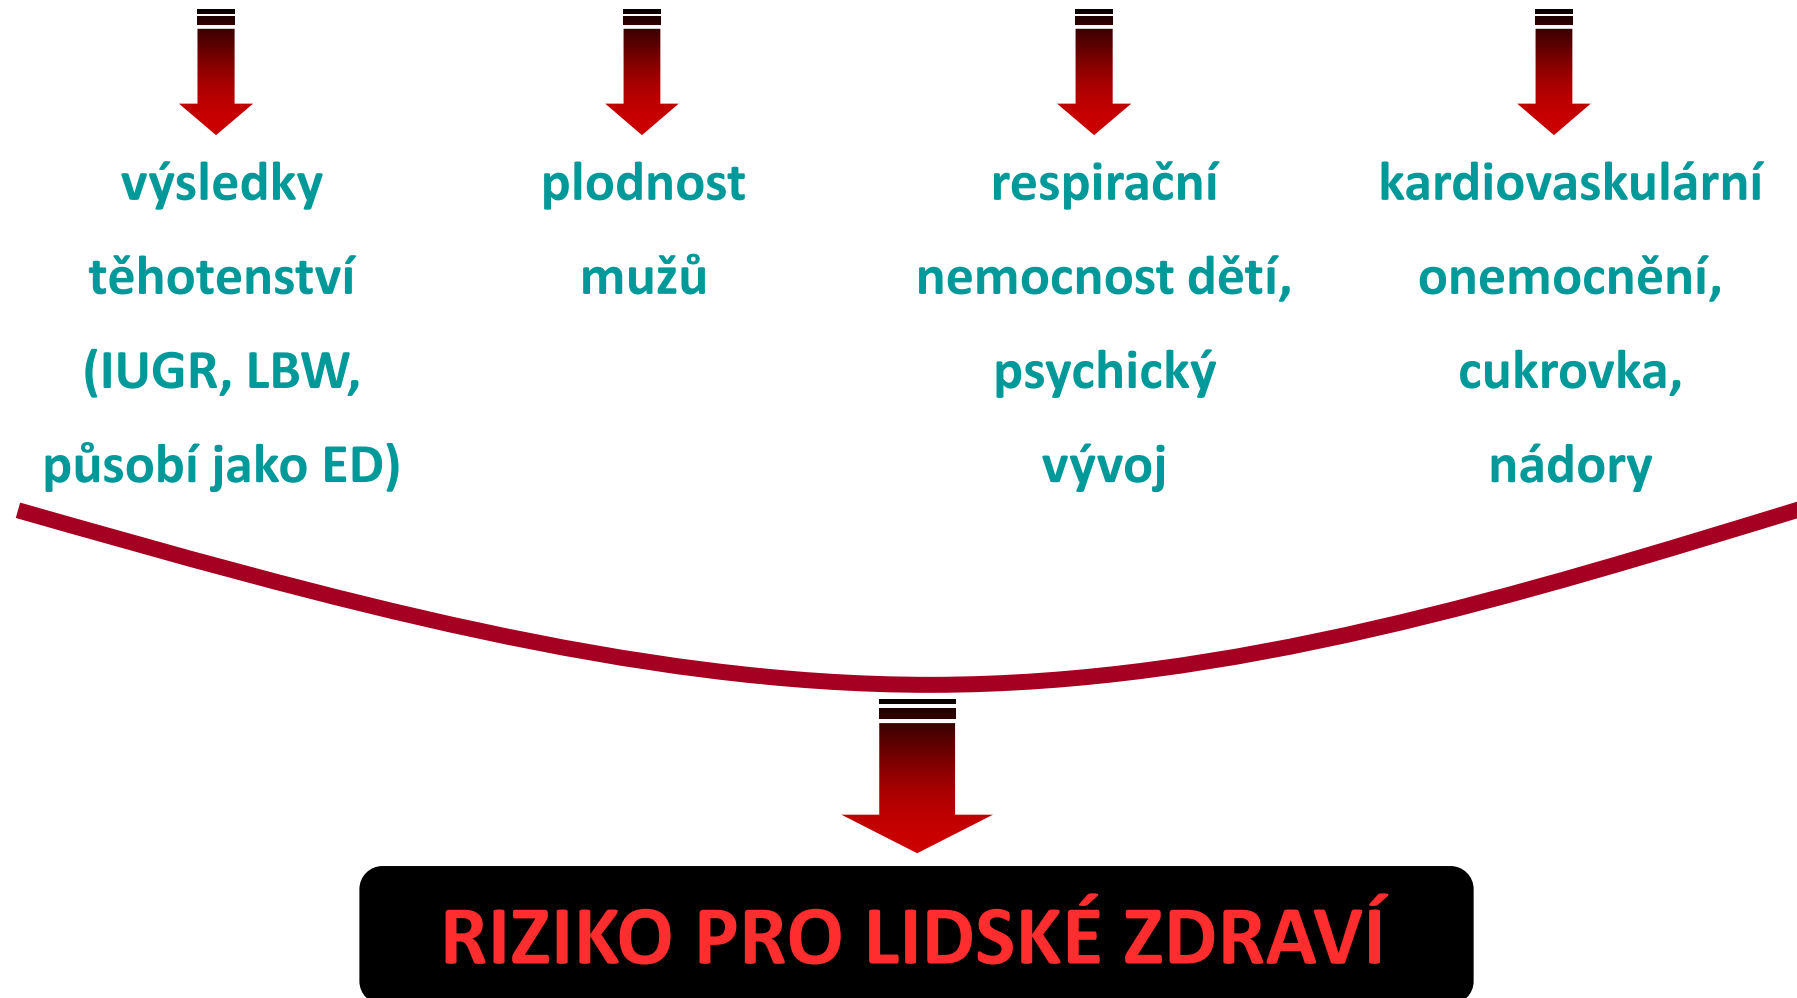 výsledky
těhotenství
(IUGR, LBW,
působí jako ED)
plodnost
mužů
respirační
nemocnost dětí,
psychický
vývoj
kardiovaskulární
onemocnění,
cukrovka,
nádory
RIZIKO PRO LIDSKÉ ZDRAVÍ